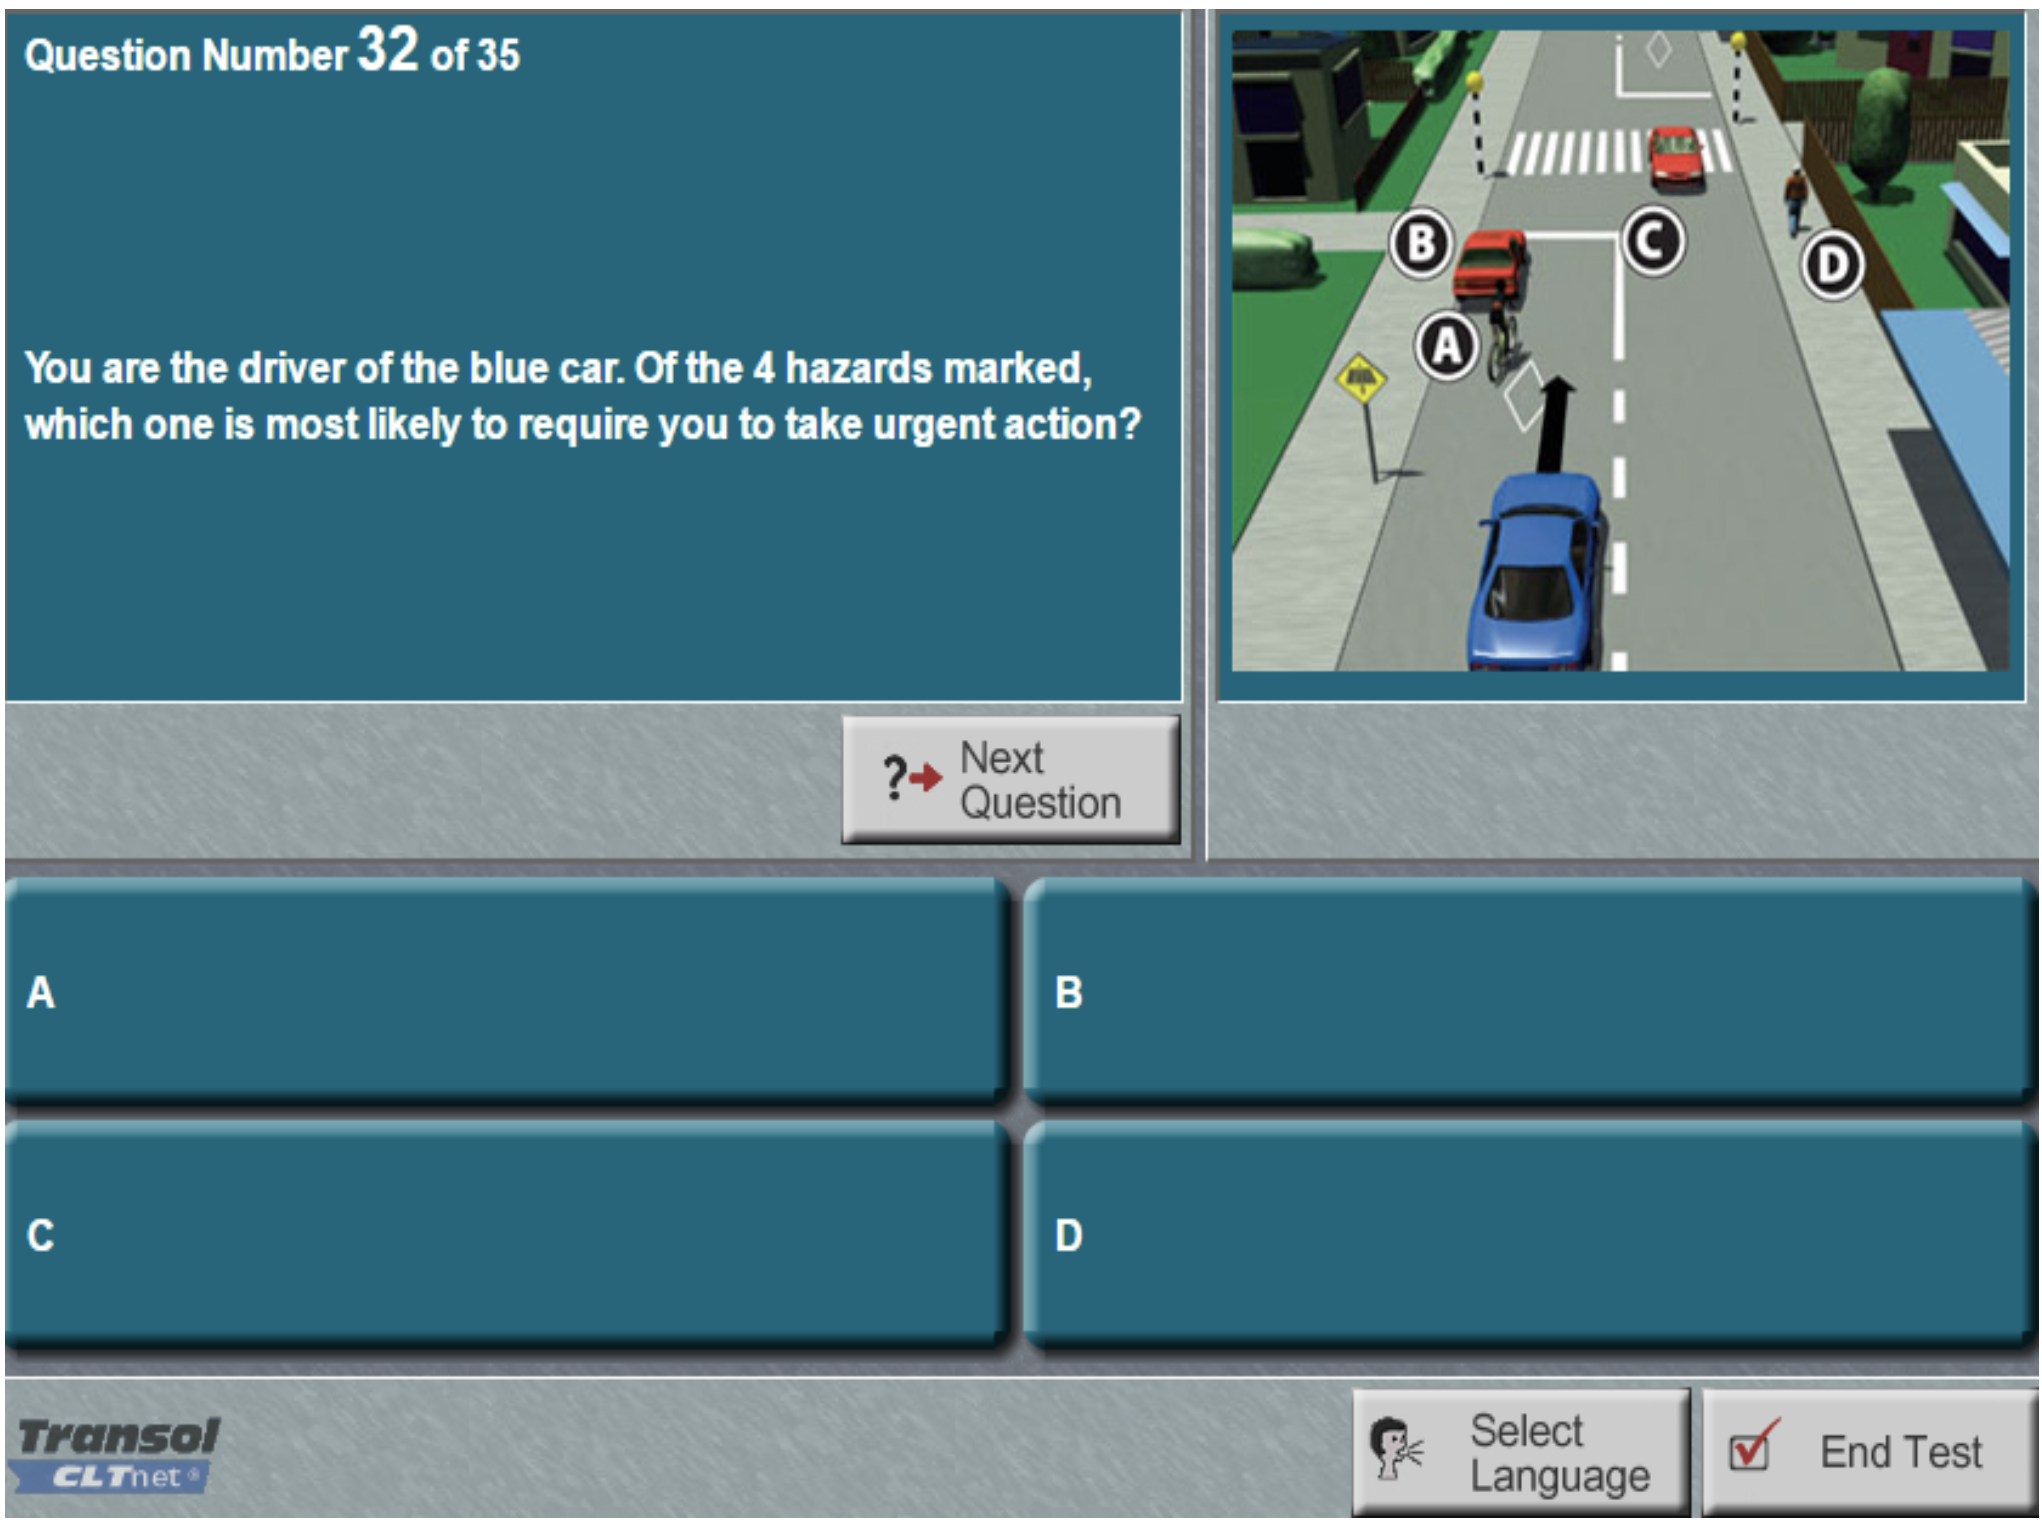 Question Number 32 of 35
You are the driver of the blue car. Of the 4 hazards marked,
which one is most likely to require you to take urgent action?
B
C
D
A
? Next
Question
A
B
C
D
Transol
CLTnet®
Select
Language
End Test